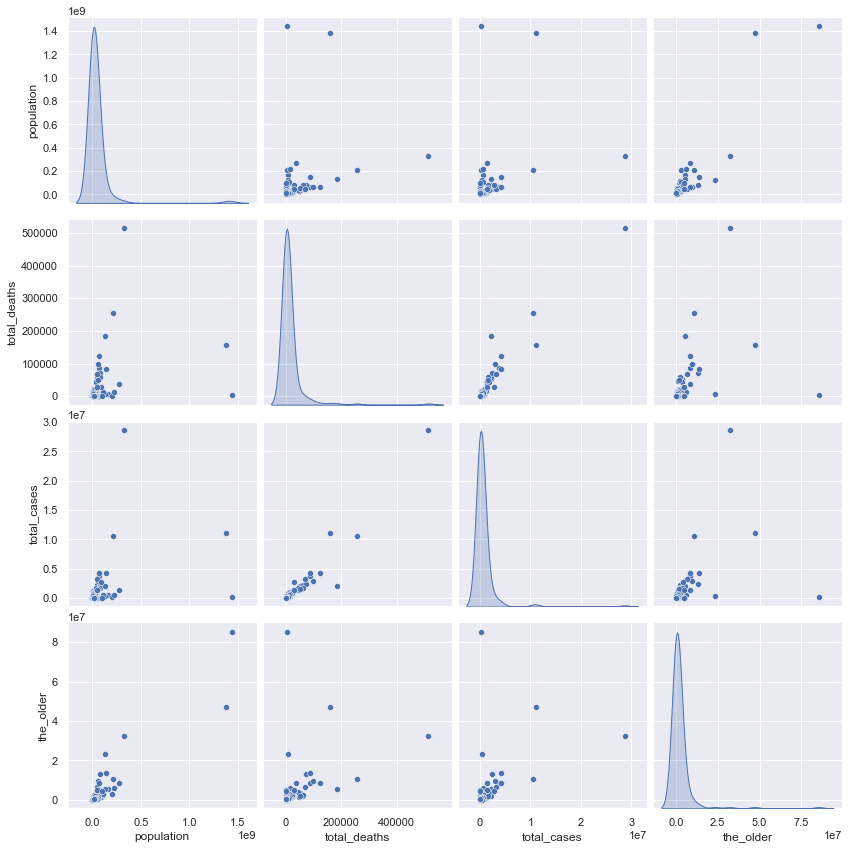 1e9
1.4
1.2
1.0
0.8
0.6
0.4
0.2
0.0
population
500000
400000
300000
200000
100000
0
total_deaths
1e7
3.0
2.5
2.0
1.5
1.0
0.5
0.0
total_cases
1e7
8
6
4
2
0
the_older
0.0 0.5 1.0 1.5
1e9
population
0 200000 400000
total_deaths
0 1 2 3
1e7
total_cases
0.0 2.5 5.0 7.5
1e7
the_older